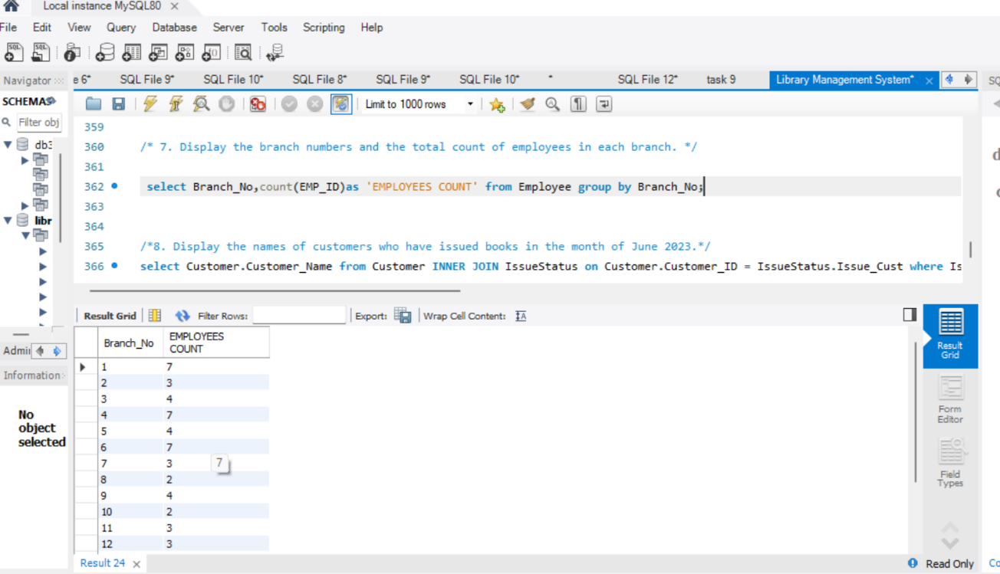 Local instance MySQL80 ×
File Edit View Query Database Server Tools Scripting Help
Navigator e 6* SQL File 9* SQL File 10* SQL File 8* SQL File 9* SQL File 10* * SQL File 12* task 9 Library Management System* × SQ
SCHEMAS Limit to 1000 rows
Filter obj
359
db3 360 /* 7. Display the branch numbers and the total count of employees in each branch. */
361
362 select Branch_No,count(EMP_ID)as 'EMPLOYEES COUNT' from Employee group by Branch_No;
363
libr 364
365 /*8. Display the names of customers who have issued books in the month of June 2023.*/
366 select Customer.Customer_Name from Customer INNER JOIN IssueStatus on Customer.Customer_ID = IssueStatus.Issue_Cust where Is
Result Grid Filter Rows: Export: Wrap Cell Content:
Branch_No EMPLOYEES COUNT
1 7
2 3
3 4
4 7
5 4
6 7
7 3 7
8 2
9 4
10 2
11 3
12 3
Admi
Information
No
object
selected
Result
Grid
Form
Editor
Field
Types
Result 24 × Read Only Co